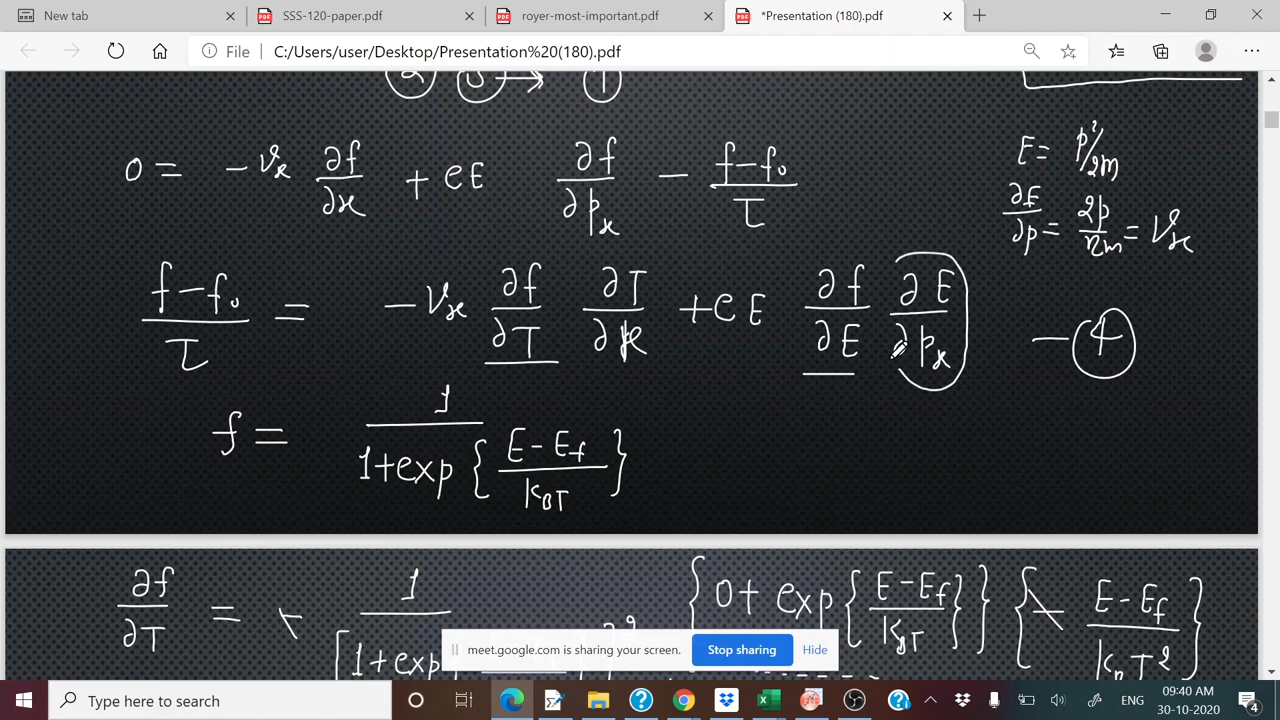 New tab
SSS-120-paper.pdf
royer-most-important.pdf
*Presentation (180).pdf
File
C:/Users/user/Desktop/Presentation%20(180).pdf
0 = - vx ∂f/∂x + eE ∂f/∂px - (f-f0)/τ
E = p²/2m
∂E/∂p = 2p/2m = vx
(f-f0)/τ = - vx ∂f/∂T ∂T/∂x + eE ∂f/∂E ∂E/∂px - 4
f = 1/(1+exp{(E-Ef)/kBT})
∂f/∂T = 1/[1+exp {0+ exp{(E-Ef)/kBT}} {- (E-Ef)/kBT²}
meet.google.com is sharing your screen.
Stop sharing
Hide
Type here to search
ENG
09:40 AM
30-10-2020
4